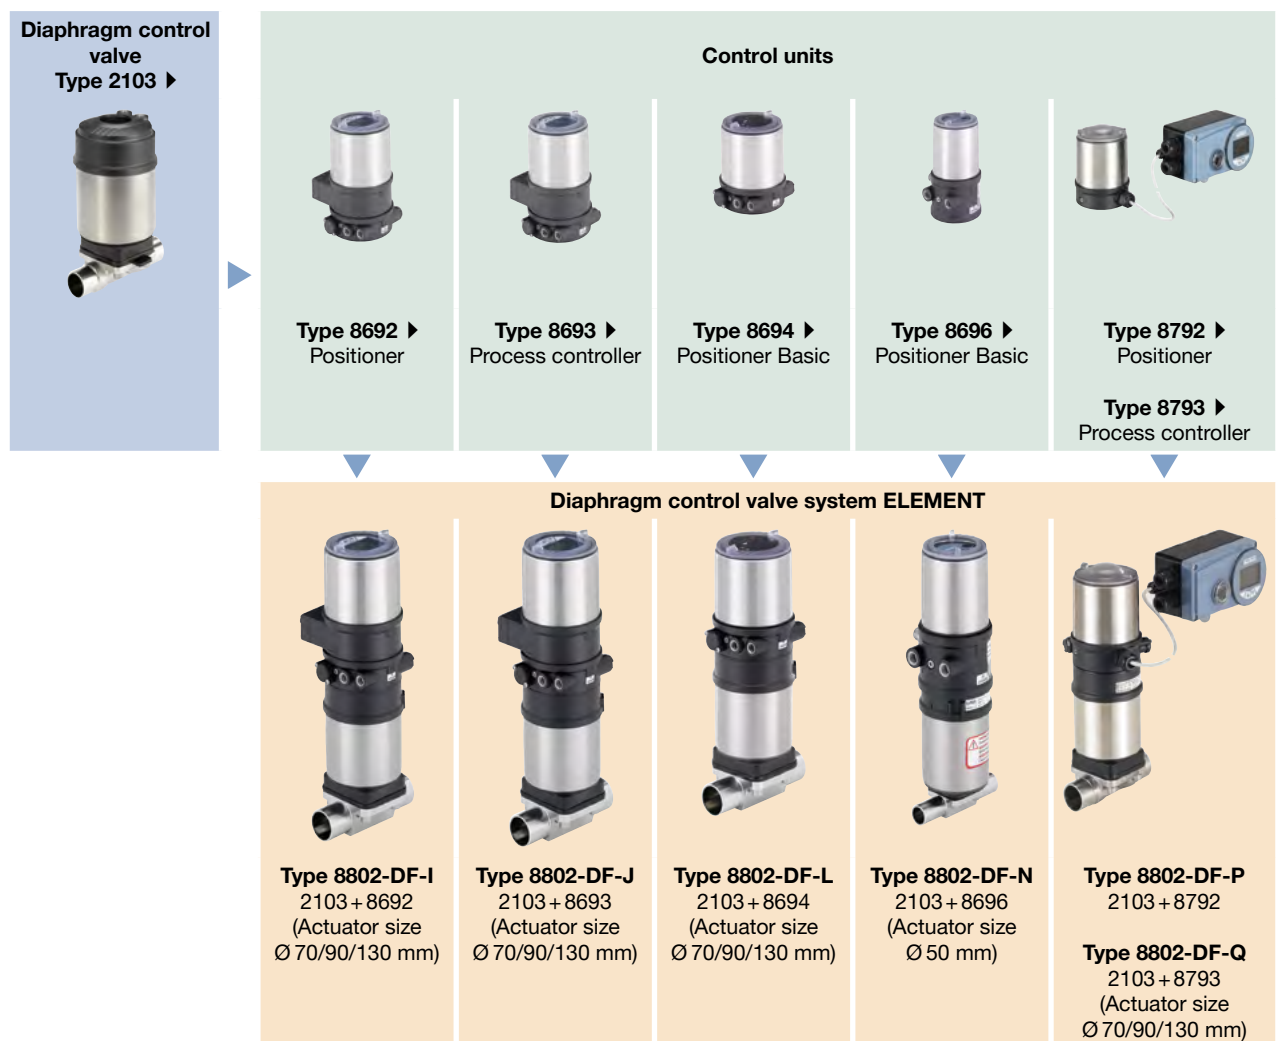 Diaphragm control
valve
Type 2103 ▶
Control units
Type 8692 ▶
Positioner
Type 8693 ▶
Process controller
Type 8694 ▶
Positioner Basic
Type 8696 ▶
Positioner Basic
Type 8792 ▶
Positioner
Type 8793 ▶
Process controller
Diaphragm control valve system ELEMENT
Type 8802-DF-I
2103 + 8692
(Actuator size
Ø 70/90/130 mm)
Type 8802-DF-J
2103 + 8693
(Actuator size
Ø 70/90/130 mm)
Type 8802-DF-L
2103 + 8694
(Actuator size
Ø 70/90/130 mm)
Type 8802-DF-N
2103 + 8696
(Actuator size
Ø 50 mm)
Type 8802-DF-P
2103 + 8792
Type 8802-DF-Q
2103 + 8793
(Actuator size
Ø 70/90/130 mm)